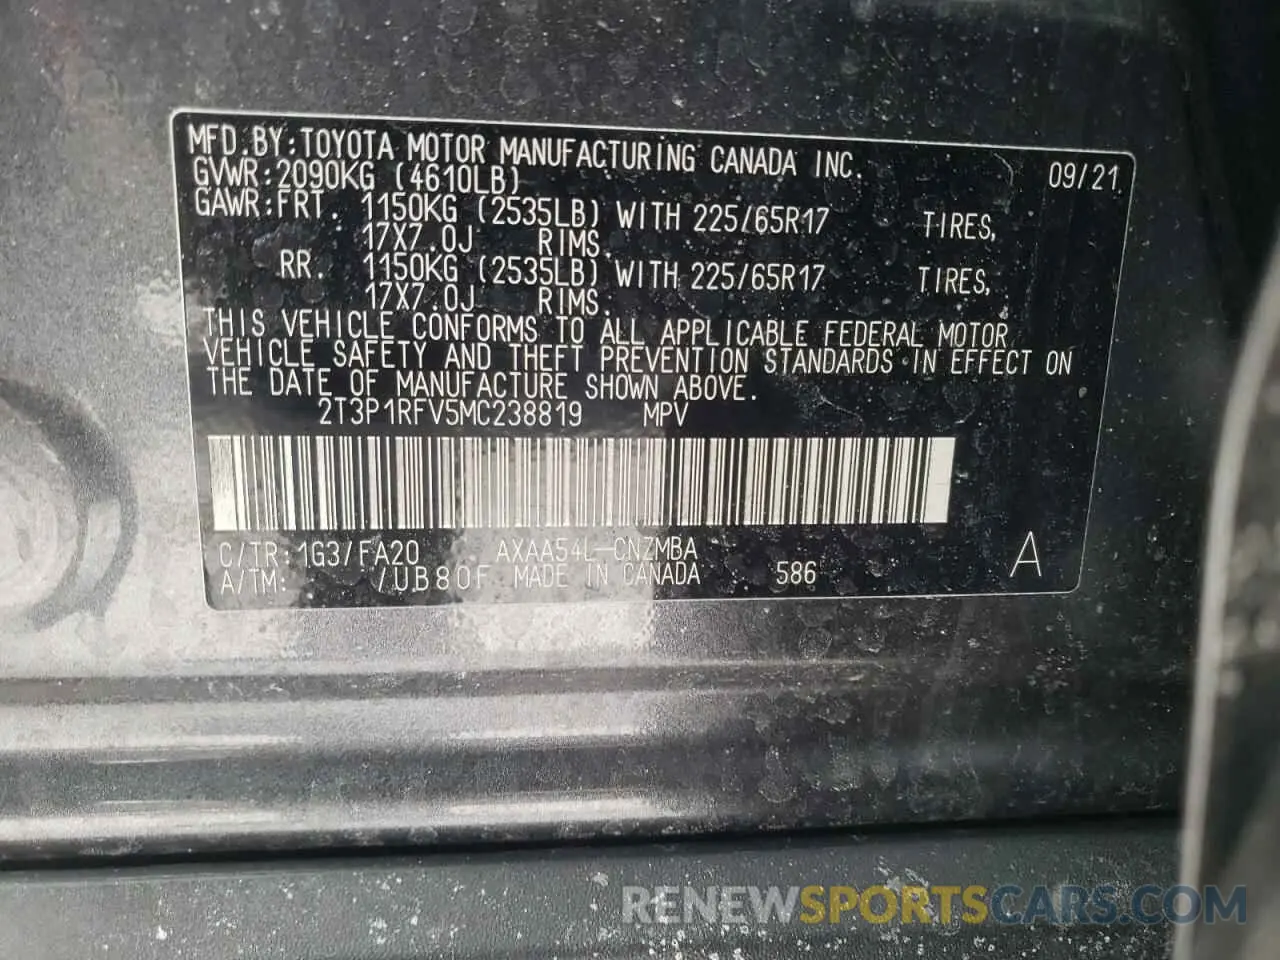 MFD.BY:TOYOTA MOTOR MANUFACTURING CANADA INC. 09/21
GVWR:2090KG (4610LB)
GAWR:FRT. 1150KG (2535LB) WITH 225/65R17 TIRES,
17X7.0J RIMS.
RR. 1150KG (2535LB) WITH 225/65R17 TIRES,
17X7.0J RIMS.
THIS VEHICLE CONFORMS TO ALL APPLICABLE FEDERAL MOTOR
VEHICLE SAFETY AND THEFT PREVENTION STANDARDS IN EFFECT ON
THE DATE OF MANUFACTURE SHOWN ABOVE.
2T3P1RFV5MC238819 MPV
C/TR:1G3/FA20 AXAA54L-CNZMBA
A/TM: /UB80F MADE IN CANADA 586 A
RENEWSPORTSCARS.COM